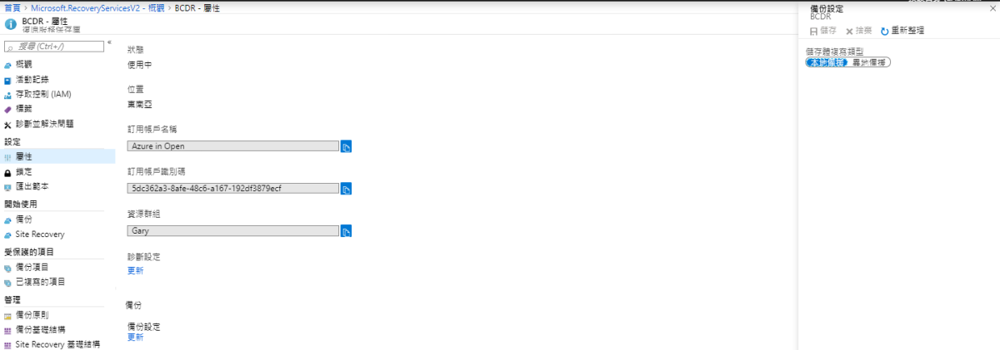 首頁 > Microsoft.RecoveryServicesV2 - 概觀 > BCDR - 屬性
BCDR - 屬性
復原服務保存庫
搜尋 (Ctrl+/)
«
概觀
活動記錄
存取控制 (IAM)
標籤
診斷並解決問題
設定
屬性
鎖定
匯出範本
開始使用
備份
Site Recovery
受保護的項目
備份項目
已複寫的項目
管理
備份原則
備份基礎結構
Site Recovery 基礎結構
狀態
使用中
位置
東南亞
訂用帳戶名稱
Azure in Open
訂用帳戶識別碼
5dc362a3-8afe-48c6-a167-192df3879ecf
資源群組
Gary
診斷設定
更新
備份
備份設定
更新
備份設定
BCDR
儲存 捨棄 重新整理
儲存體複寫類型
本地備援 異地備援